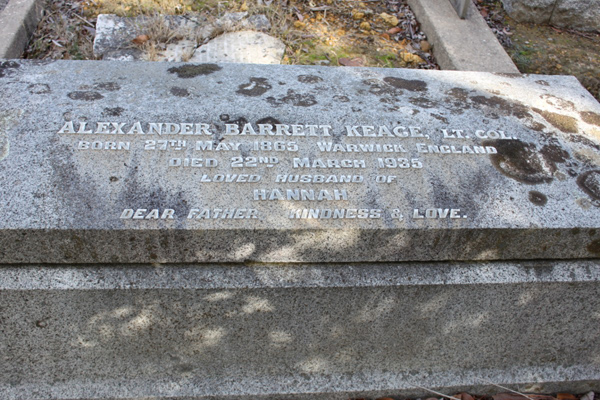 ALEXANDER BARRETT KEAGE, LT. COL.
BORN 27TH MAY 1865 WARWICK ENGLAND
DIED 22ND MARCH 1935
LOVED HUSBAND OF
HANNAH
DEAR FATHER, KINDNESS & LOVE.